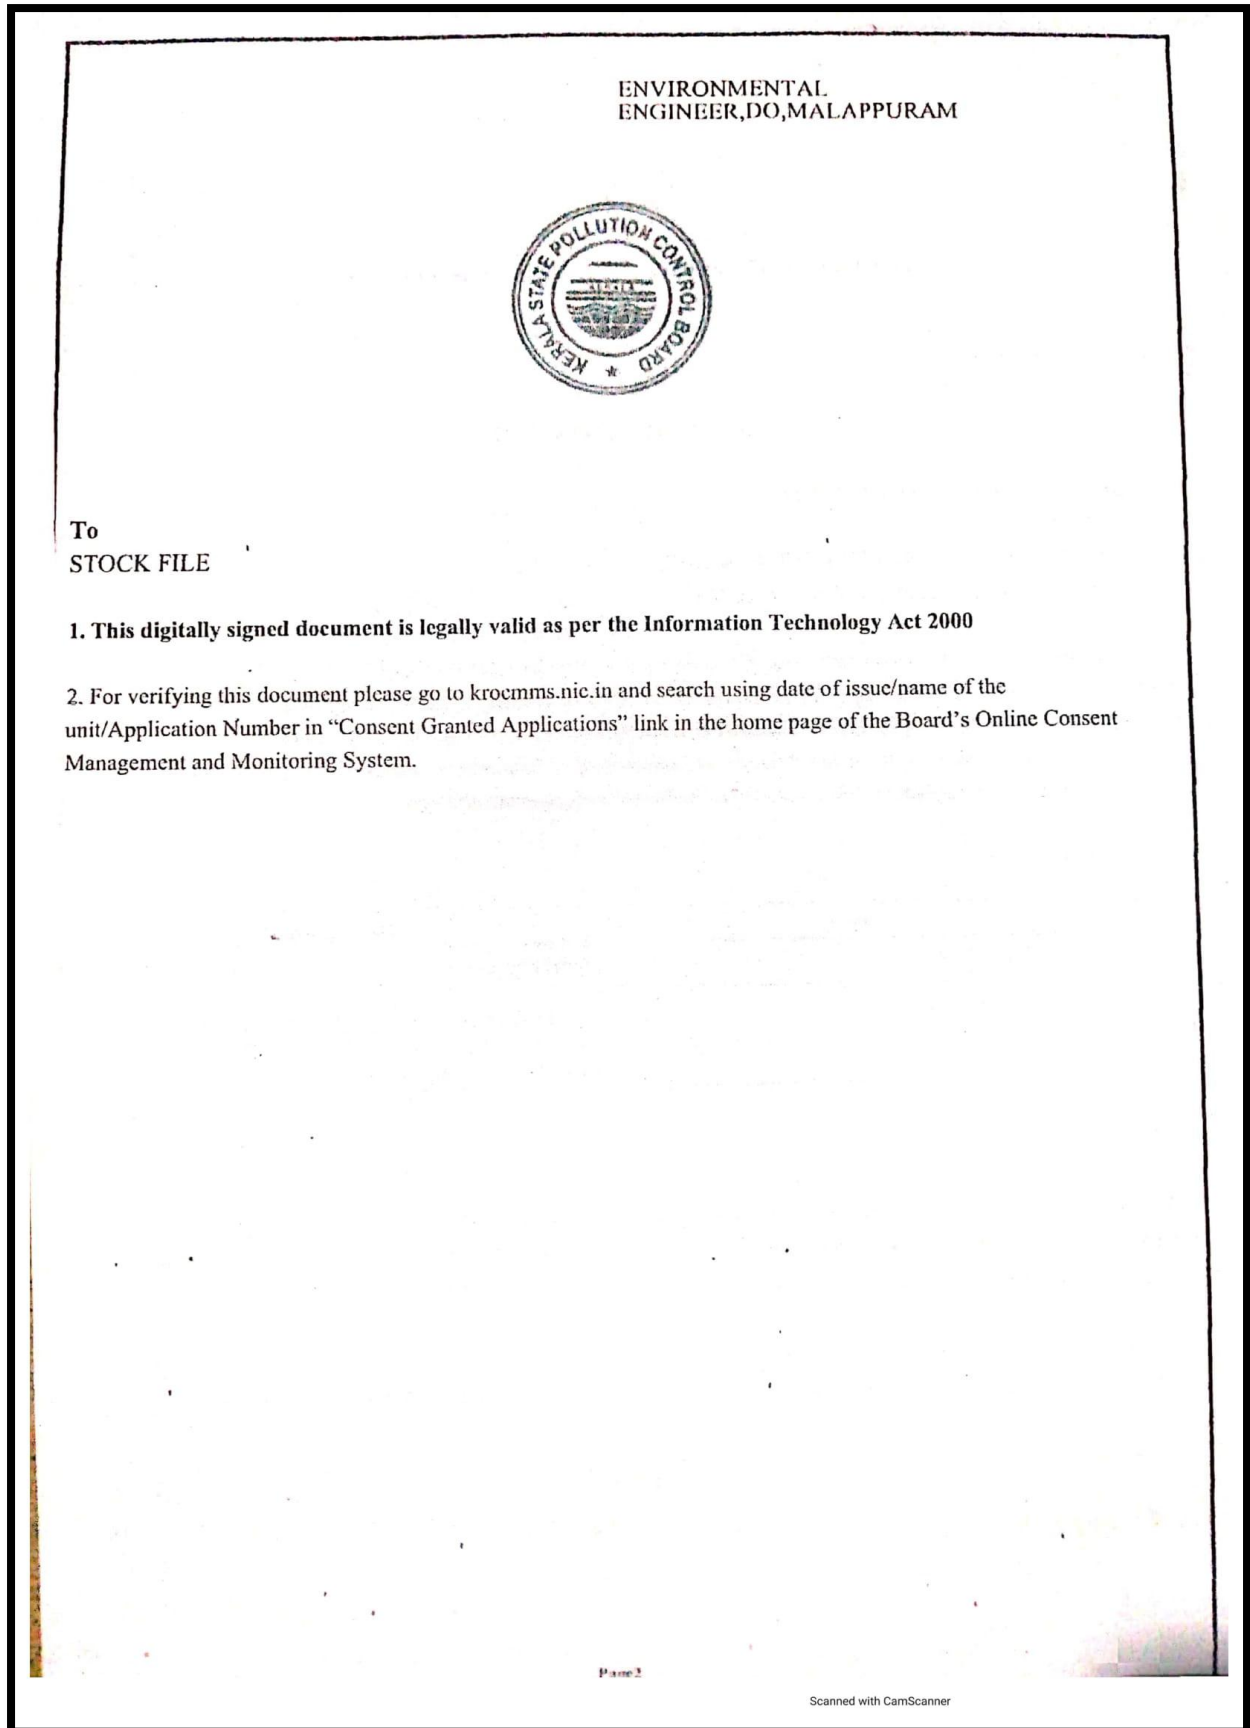 ENVIRONMENTAL
ENGINEER,DO,MALAPPURAM
KERALA STATE POLLUTION CONTROL BOARD
To
STOCK FILE
1. This digitally signed document is legally valid as per the Information Technology Act 2000
2. For verifying this document please go to krocmms.nic.in and search using date of issue/name of the
unit/Application Number in “Consent Granted Applications” link in the home page of the Board’s Online Consent
Management and Monitoring System.
Scanned with CamScanner